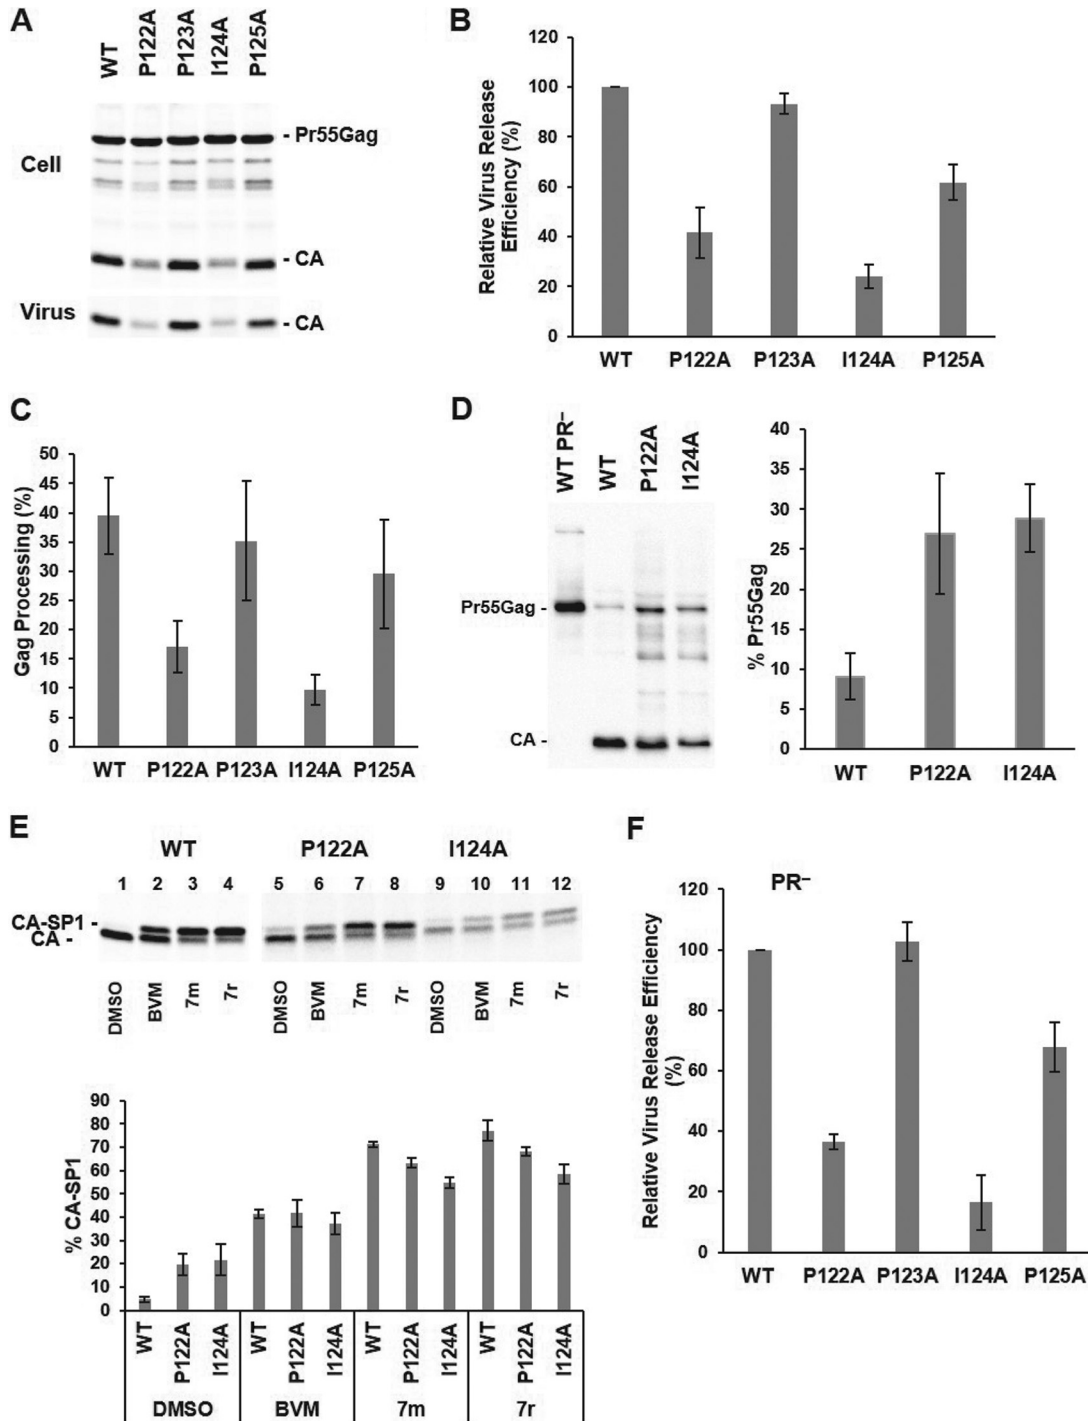 A
WT
P122A
P123A
I124A
P125A
Cell
- Pr55Gag
- CA
Virus
- CA
B
Relative Virus Release
Efficiency (%)
120
100
80
60
40
20
0
WT P122A P123A I124A P125A
C
Gag Processing (%)
50
45
40
35
30
25
20
15
10
5
0
WT P122A P123A I124A P125A
D
WT PR–
WT
P122A
I124A
Pr55Gag -
CA -
% Pr55Gag
40
35
30
25
20
15
10
5
0
WT P122A I124A
E
WT P122A I124A
1 2 3 4 5 6 7 8 9 10 11 12
CA-SP1 -
CA -
DMSO BVM 7m 7r DMSO BVM 7m 7r DMSO BVM 7m 7r
% CA-SP1
90
80
70
60
50
40
30
20
10
0
WT P122A I124A WT P122A I124A WT P122A I124A WT P122A I124A
DMSO BVM 7m 7r
F
PR–
Relative Virus Release Efficiency
(%)
120
100
80
60
40
20
0
WT P122A P123A I124A P125A